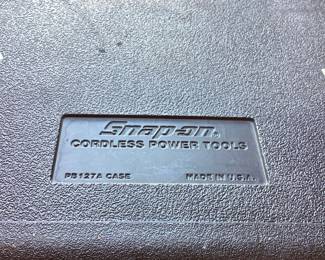 Snap-on
CORDLESS POWER TOOLS
PB127A CASE MADE IN U.S.A.